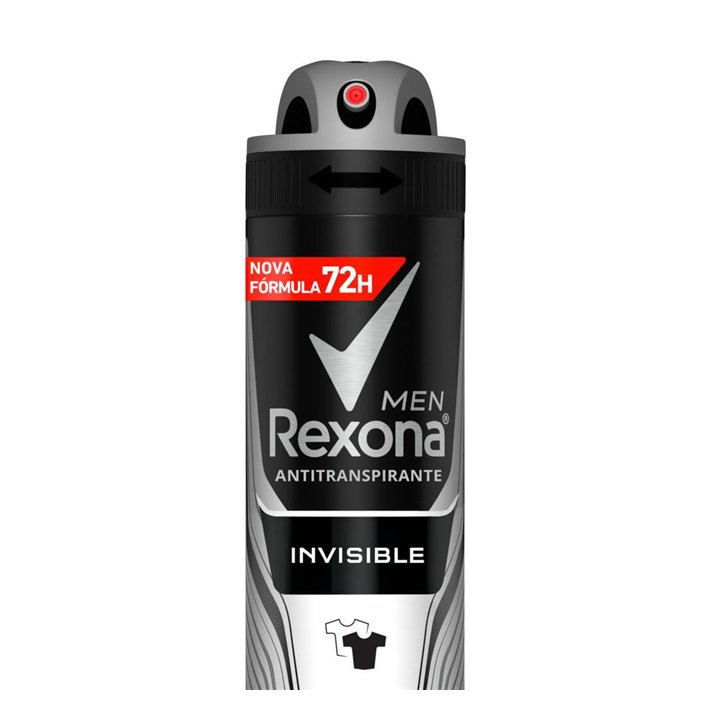 NOVA
FÓRMULA 72H
MEN
Rexona®
ANTITRANSPIRANTE
INVISIBLE